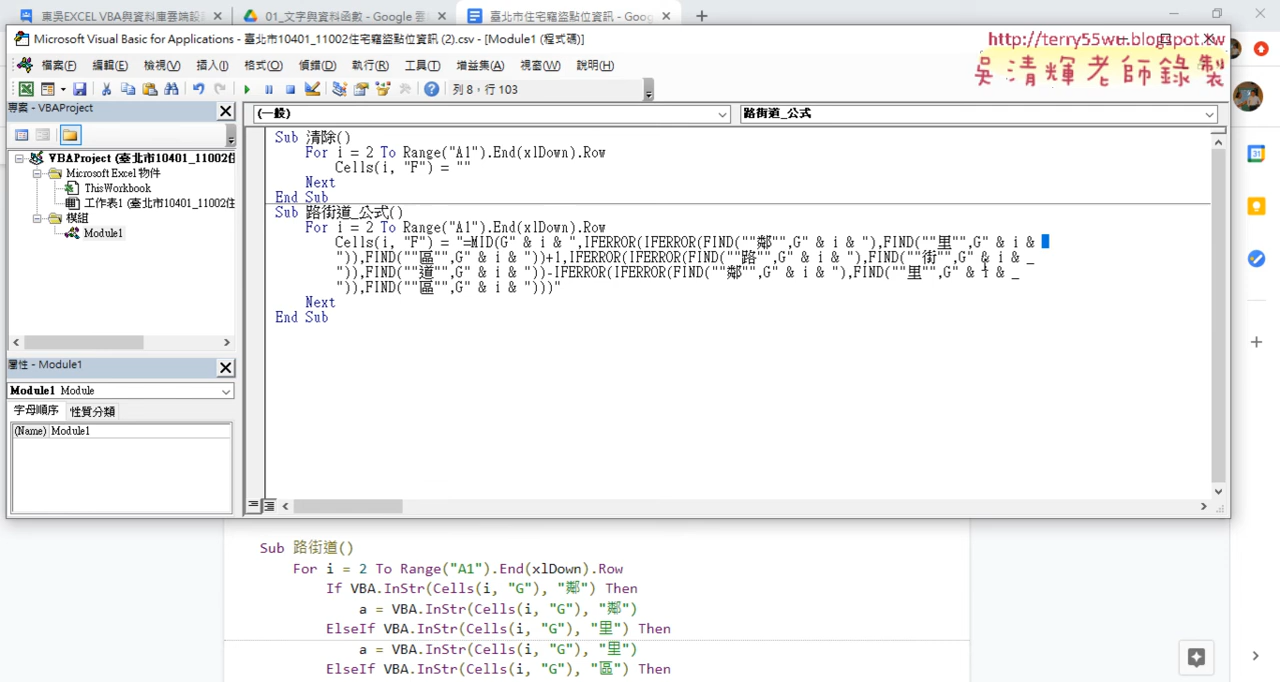 東吳EXCEL VBA與資料庫雲端設
01_文字與資料函數 - Google 雲
臺北市住宅竊盜點位資訊 - Goog
Microsoft Visual Basic for Applications - 臺北市10401_11002住宅竊盜點位資訊 (2).csv - [Module1 (程式碼)]
http://terry55wu.blogspot.tw
吳清輝老師錄製
檔案(F) 編輯(E) 檢視(V) 插入(I) 格式(O) 偵錯(D) 執行(R) 工具(T) 增益集(A) 視窗(W) 說明(H)
列 8，行 103
專案 - VBAProject
(一般)
路街道_公式
VBAProject (臺北市10401_11002住
Microsoft Excel 物件
ThisWorkbook
工作表1 (臺北市10401_11002住
模組
Module1
屬性 - Module1
Module1 Module
字母順序 性質分類
(Name) Module1
Sub 清除()
For i = 2 To Range("A1").End(xlDown).Row
Cells(i, "F") = ""
Next
End Sub
Sub 路街道_公式()
For i = 2 To Range("A1").End(xlDown).Row
Cells(i, "F") = "=MID(G" & i & ",IFERROR(IFERROR(FIND(""鄰"",G" & i & "),FIND(""里"",G" & i &
")),FIND(""區"",G" & i & "))+1,IFERROR(IFERROR(FIND(""路"",G" & i & "),FIND(""街"",G" & i & _
")),FIND(""道"",G" & i & "))-IFERROR(IFERROR(FIND(""鄰"",G" & i & "),FIND(""里"",G" & i & _
")),FIND(""區"",G" & i & ")))"
Next
End Sub
Sub 路街道()
For i = 2 To Range("A1").End(xlDown).Row
If VBA.InStr(Cells(i, "G"), "鄰") Then
a = VBA.InStr(Cells(i, "G"), "鄰")
ElseIf VBA.InStr(Cells(i, "G"), "里") Then
a = VBA.InStr(Cells(i, "G"), "里")
ElseIf VBA.InStr(Cells(i, "G"), "區") Then